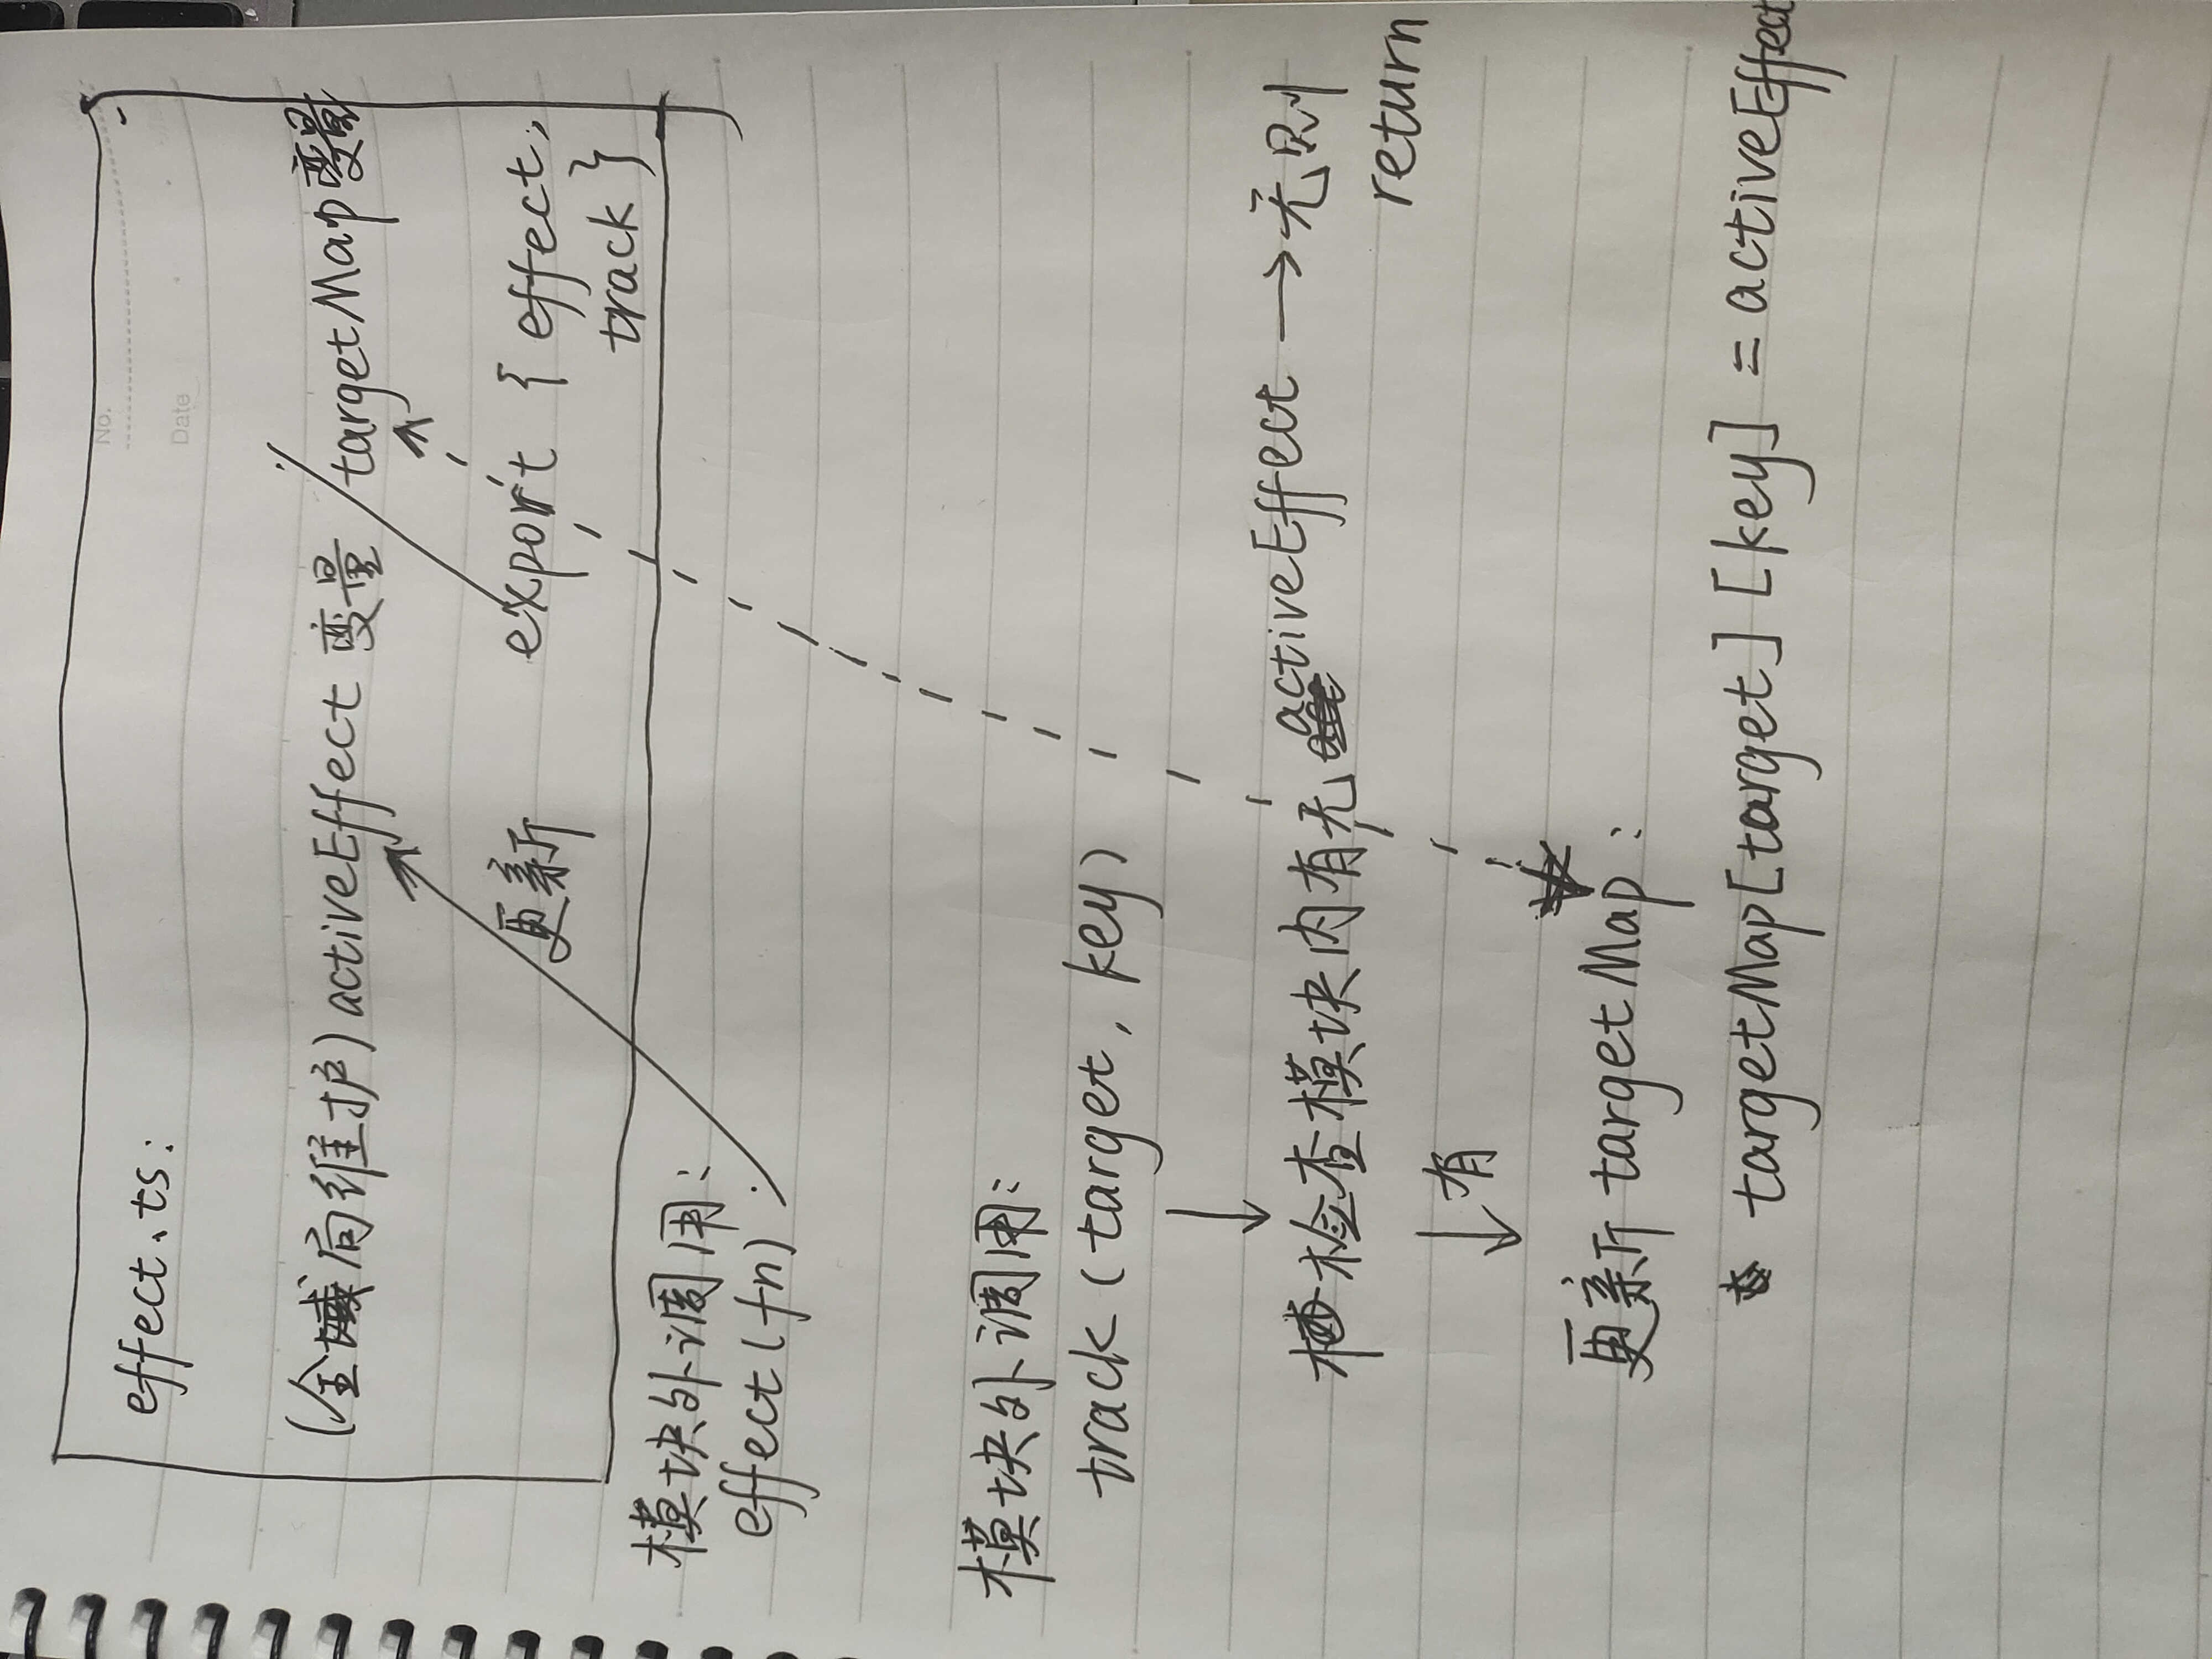 No.
Date
effect.ts:
(全局维护) activeEffect 变量 / targetMap变量
更新 export { effect,
track }
模块外调用:
effect(fn)
模块外调用:
track (target, key)
检查模块内有无 activeEffect → 无则
return
有
更新 targetMap:
targetMap[target][key] = activeEffect